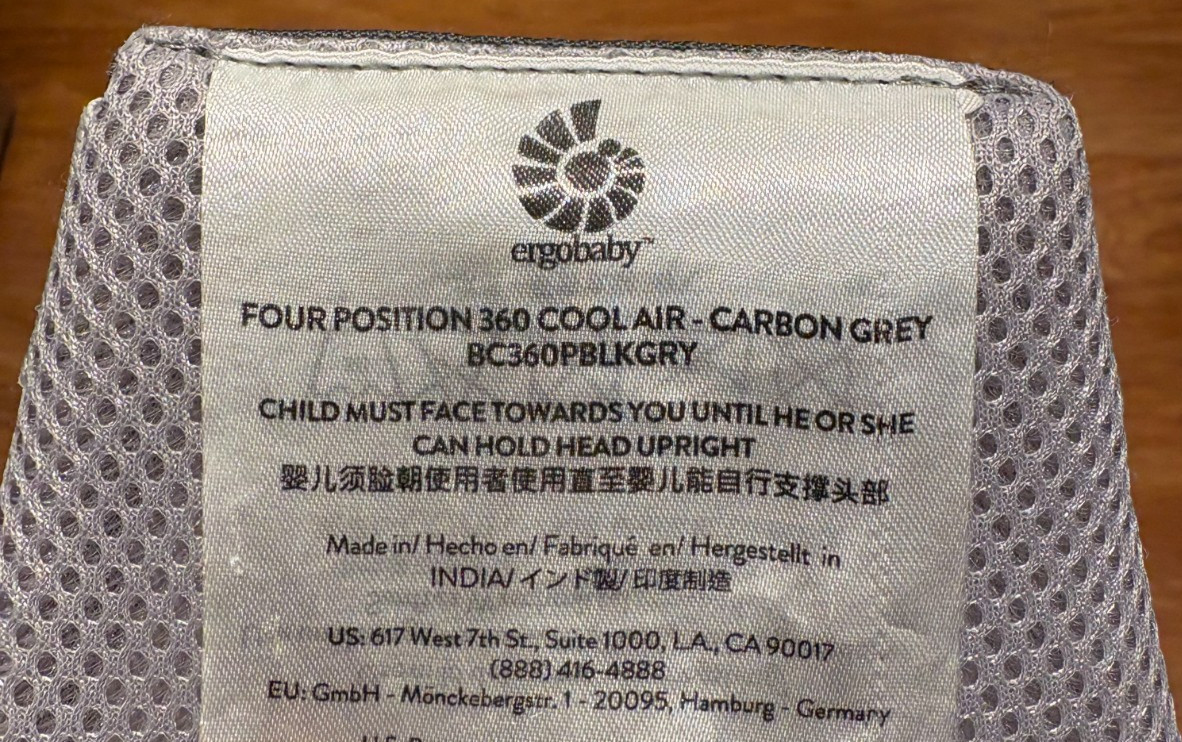 ergobaby™
FOUR POSITION 360 COOL AIR - CARBON GREY
BC360PBLKGRY
CHILD MUST FACE TOWARDS YOU UNTIL HE OR SHE
CAN HOLD HEAD UPRIGHT
婴儿须脸朝使用者使用直至婴儿能自行支撑头部
Made in/ Hecho en/ Fabriqué en/ Hergestellt in
INDIA/ インド製/ 印度制造
US: 617 West 7th St., Suite 1000, L.A., CA 90017
(888) 416-4888
EU: GmbH - Mönckebergstr. 1 - 20095, Hamburg - Germany